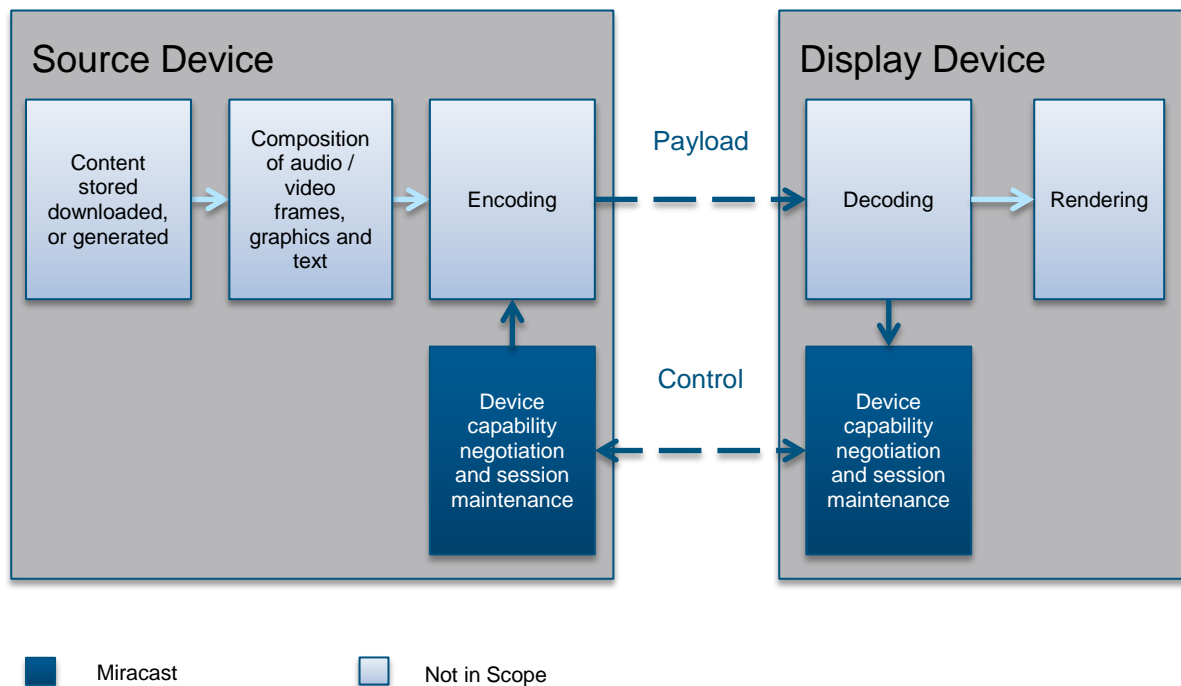 Source Device
Content
stored
downloaded,
or generated
Composition
of audio /
video
frames,
graphics and
text
Encoding
Device
capability
negotiation
and session
maintenance
Payload
Control
Display Device
Decoding
Rendering
Device
capability
negotiation
and session
maintenance
Miracast
Not in Scope